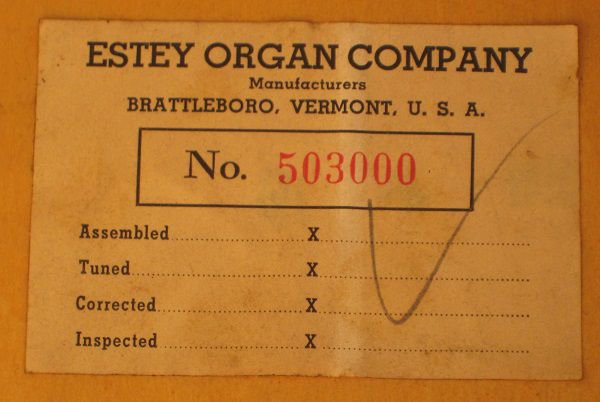 ESTEY ORGAN COMPANY
Manufacturers
BRATTLEBORO, VERMONT, U. S. A.
No. 503000
Assembled........................X........................
Tuned........................X........................
Corrected........................X........................
Inspected........................X........................